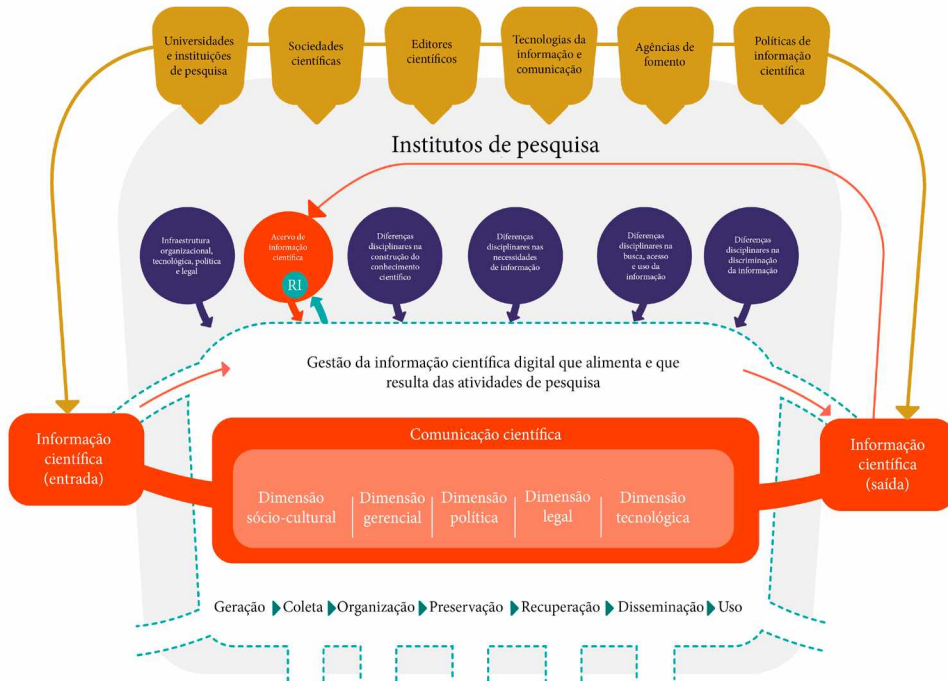 Universidades
e instituições
de pesquisa
Sociedades
científicas
Editores
científicos
Tecnologias da
informação e
comunicação
Agências de
fomento
Políticas de
informação
científica
Institutos de pesquisa
Infraestrutura
organizacional,
tecnológica, política
e legal
Acervo de
informação
científica
RI
Diferenças
disciplinares na
construção do
conhecimento
científico
Diferenças
disciplinares nas
necessidades
de informação
Diferenças
disciplinares na
busca, acesso
e uso da
informação
Diferenças
disciplinares na
discriminação
da informação
Gestão da informação científica digital que alimenta e que
resulta das atividades de pesquisa
Informação
científica
(entrada)
Comunicação científica
Dimensão
sócio-cultural
Dimensão
gerencial
Dimensão
política
Dimensão
legal
Dimensão
tecnológica
Informação
científica
(saída)
Geração Coleta Organização Preservação Recuperação Disseminação Uso